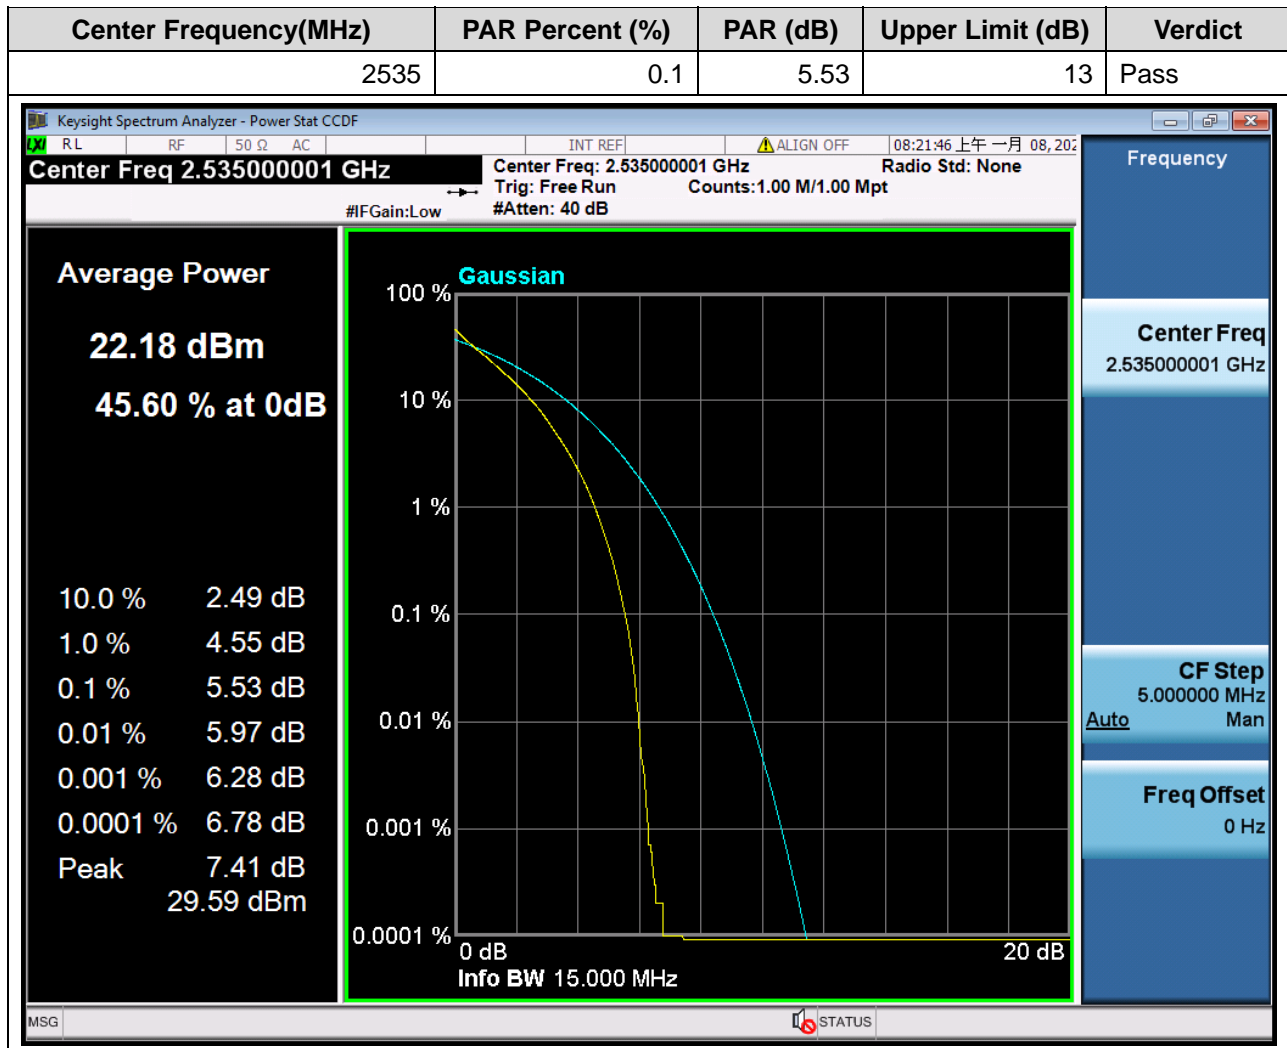 Center Frequency(MHz) PAR Percent (%) PAR (dB) Upper Limit (dB) Verdict
2535 0.1 5.53 13 Pass
Keysight Spectrum Analyzer - Power Stat CCDF
LXI RL RF 50 Ω AC INT REF ALIGN OFF 08:21:46 上午 一月 08, 202
Center Freq 2.535000001 GHz
Center Freq: 2.535000001 GHz Radio Std: None
Trig: Free Run Counts:1.00 M/1.00 Mpt
#IFGain:Low #Atten: 40 dB
Average Power
22.18 dBm
45.60 % at 0dB
10.0 % 2.49 dB
1.0 % 4.55 dB
0.1 % 5.53 dB
0.01 % 5.97 dB
0.001 % 6.28 dB
0.0001 % 6.78 dB
Peak 7.41 dB
29.59 dBm
Gaussian
100 %
10 %
1 %
0.1 %
0.01 %
0.001 %
0.0001 %
0 dB 20 dB
Info BW 15.000 MHz
Frequency
Center Freq
2.535000001 GHz
CF Step
5.000000 MHz
Auto Man
Freq Offset
0 Hz
MSG STATUS